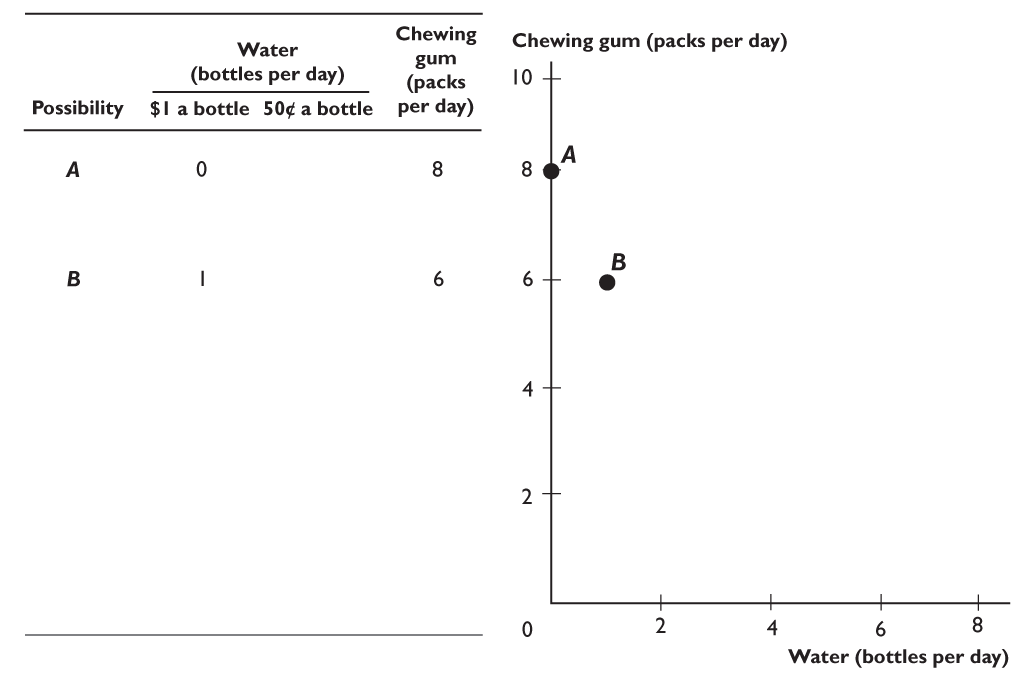 Water
(bottles per day)
Chewing
gum
(packs
per day)
Possibility
$1 a bottle
50¢ a bottle
A 0 8
B 1 6
Chewing gum (packs per day)
10
8
6
4
2
0
A
B
2 4 6 8
Water (bottles per day)